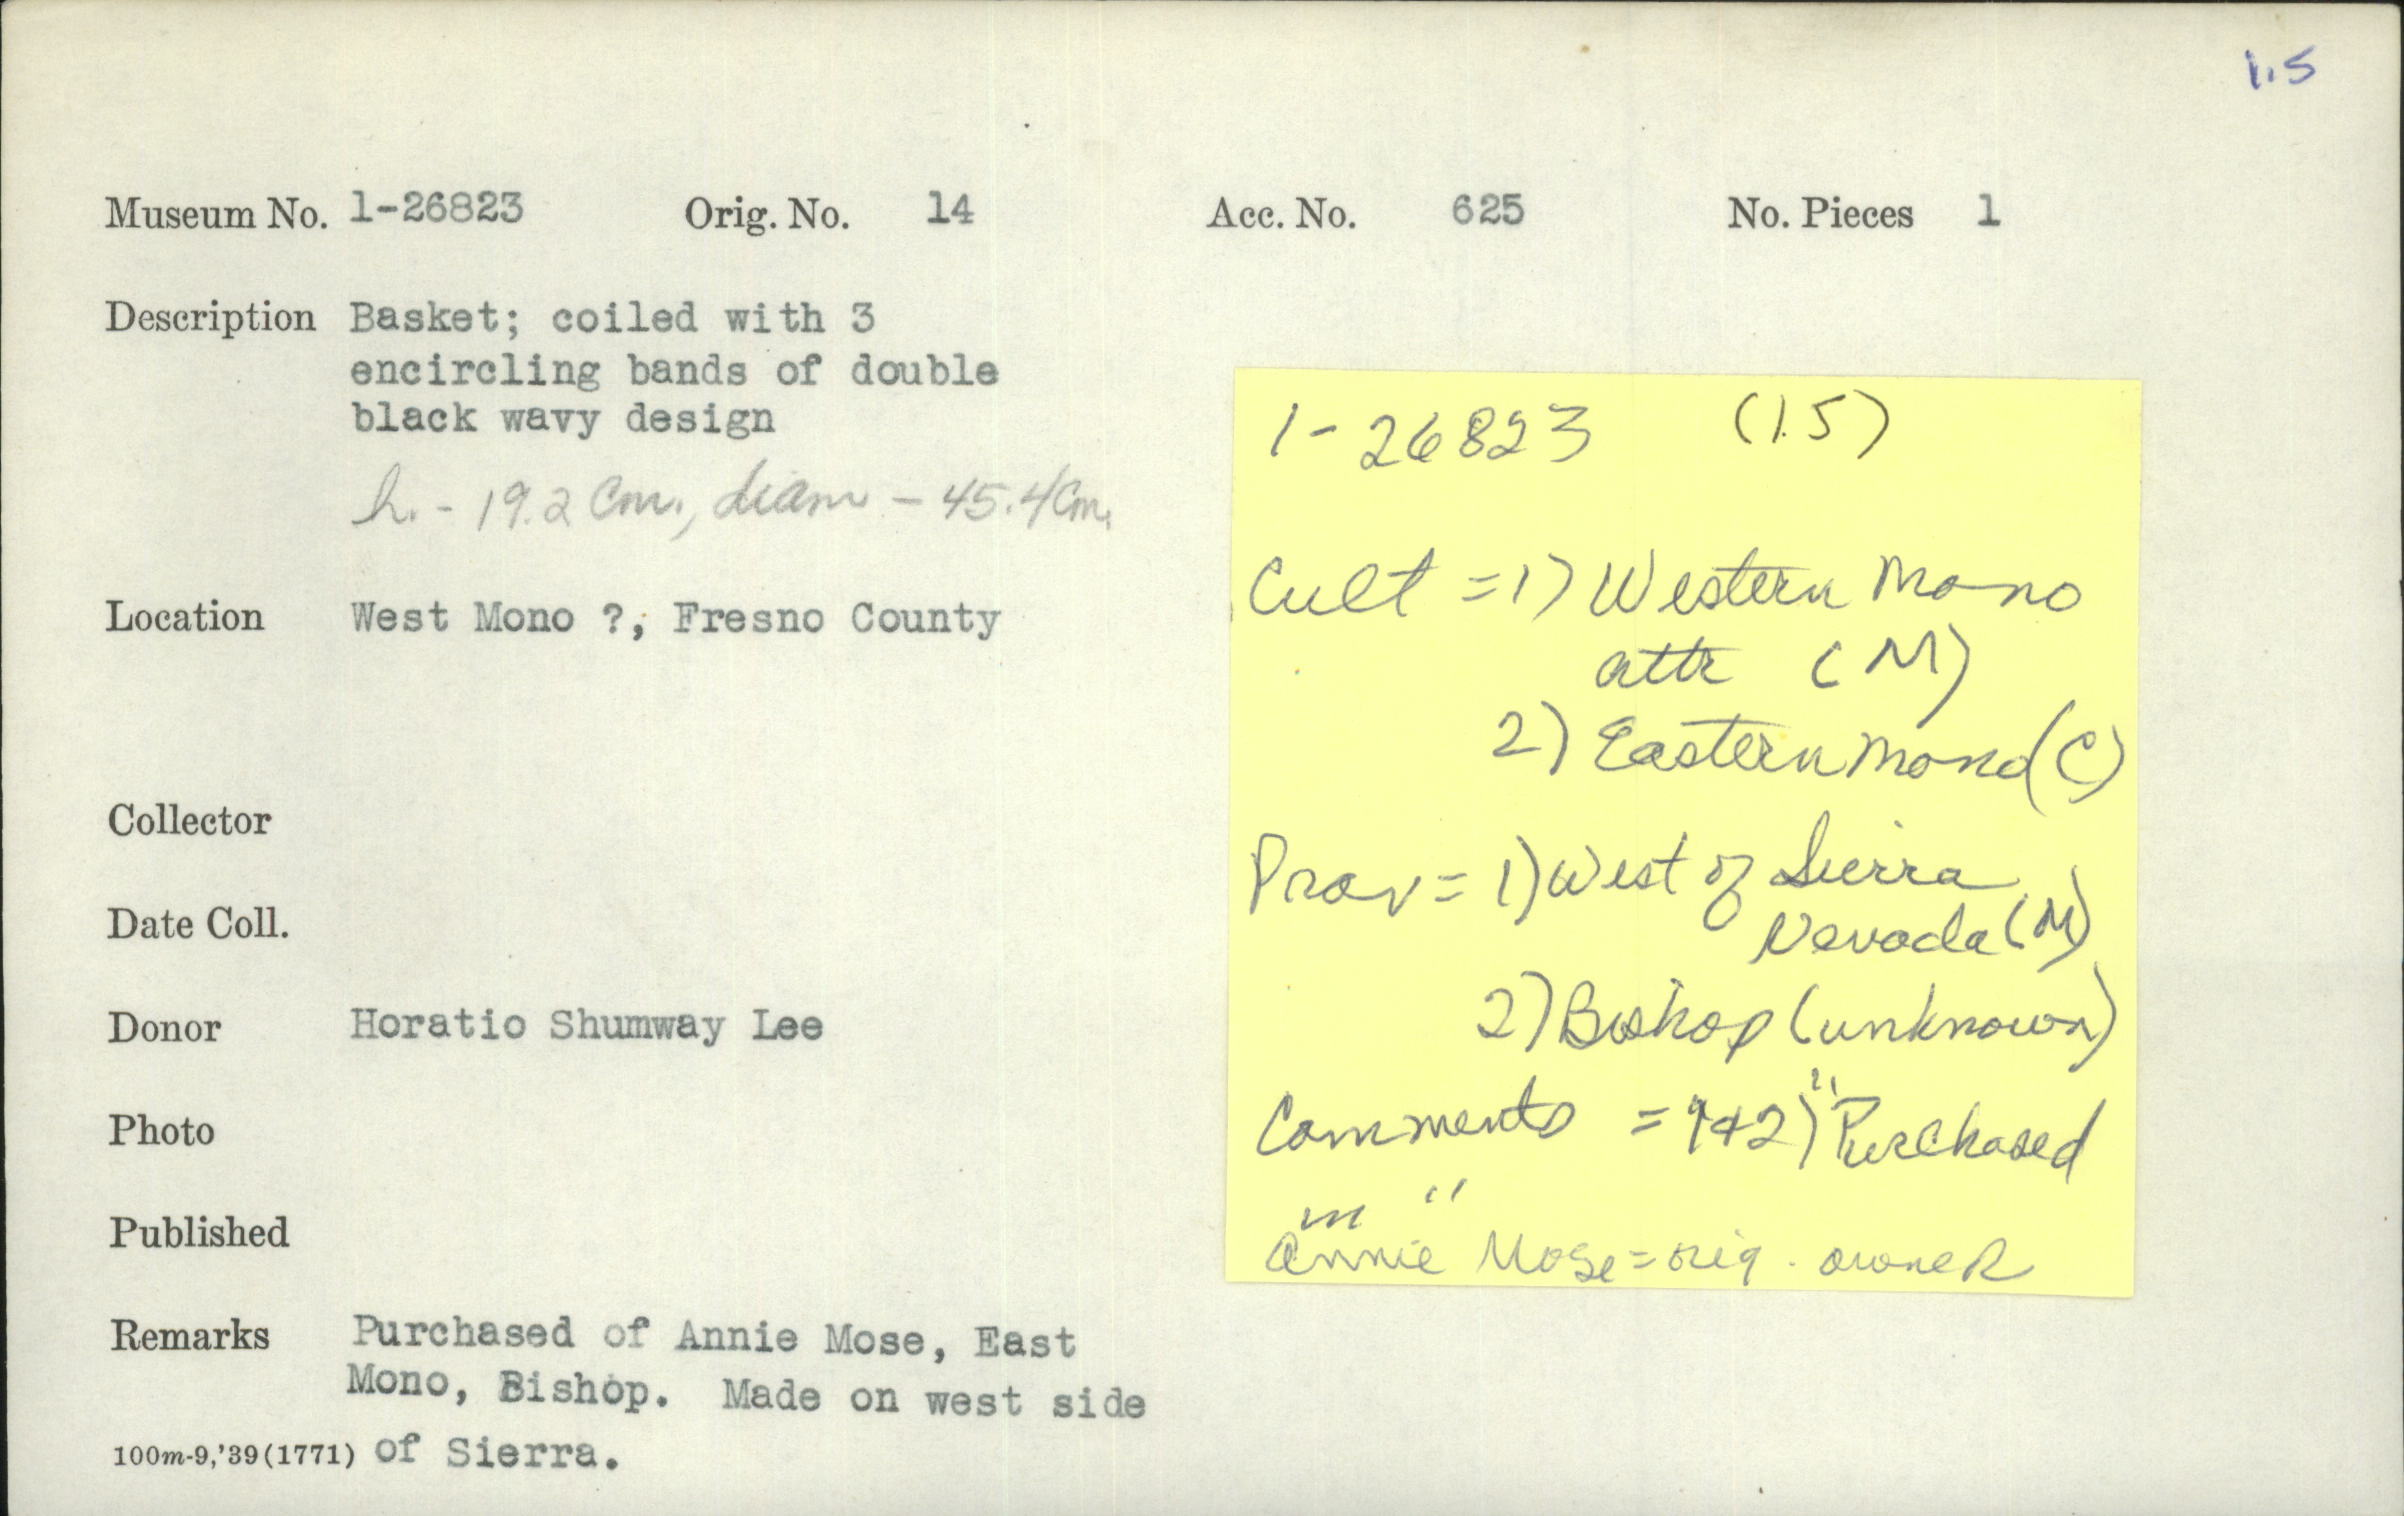 1.5
Museum No. 1-26823 Orig. No. 14 Acc. No. 625 No. Pieces 1
Description Basket; coiled with 3
encircling bands of double
black wavy design
h. - 19.2 Cm., diam - 45.4 Cm.
Location West Mono ?, Fresno County
Collector
Date Coll.
Donor Horatio Shumway Lee
Photo
Published
Remarks Purchased of Annie Mose, East
Mono, Bishop. Made on west side
100m-9,'39(1771) of Sierra.
1-26823 (1.5)
Cult = 1) Western Mono
attr (M)
2) Eastern Mono (C)
Prov = 1) West of Sierra
Nevada (M)
2) Bishop (unknown)
Comments = 1+2) "Purchased
in "
Annie Mose = orig. owner